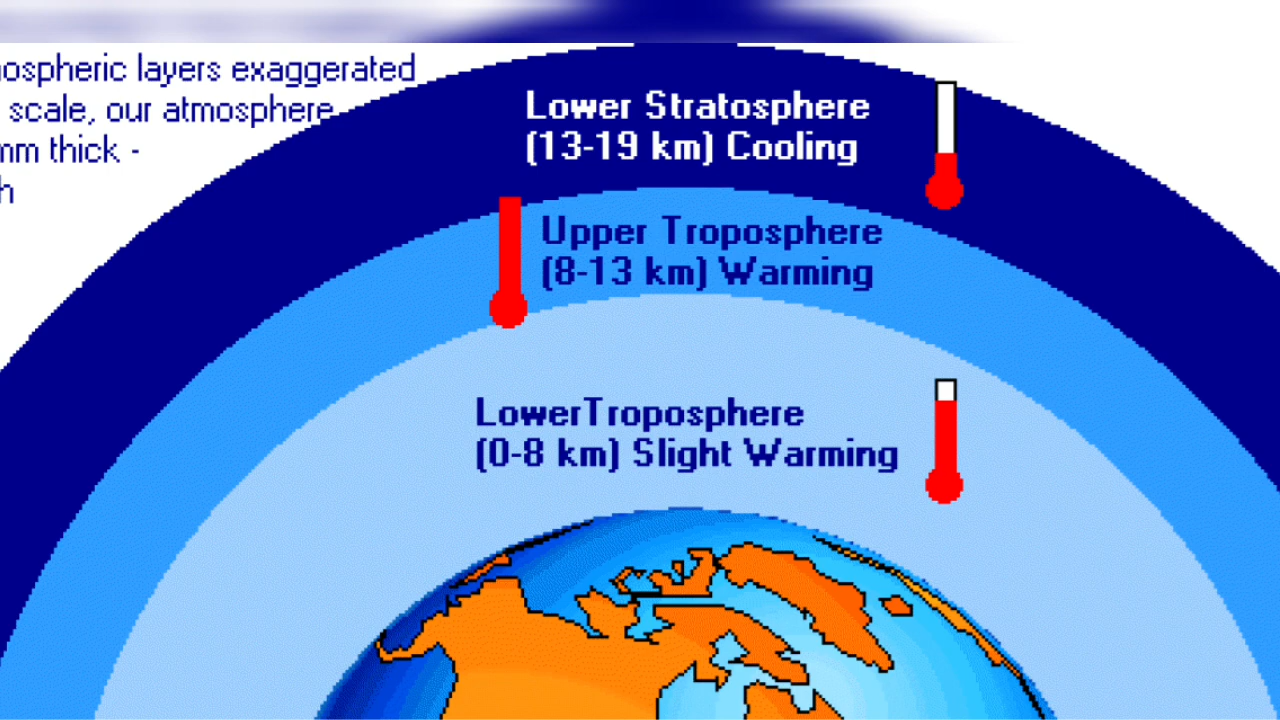 ospheric layers exaggerated
scale, our atmosphere
mm thick -
h
Lower Stratosphere
(13-19 km) Cooling
Upper Troposphere
(8-13 km) Warming
LowerTroposphere
(0-8 km) Slight Warming